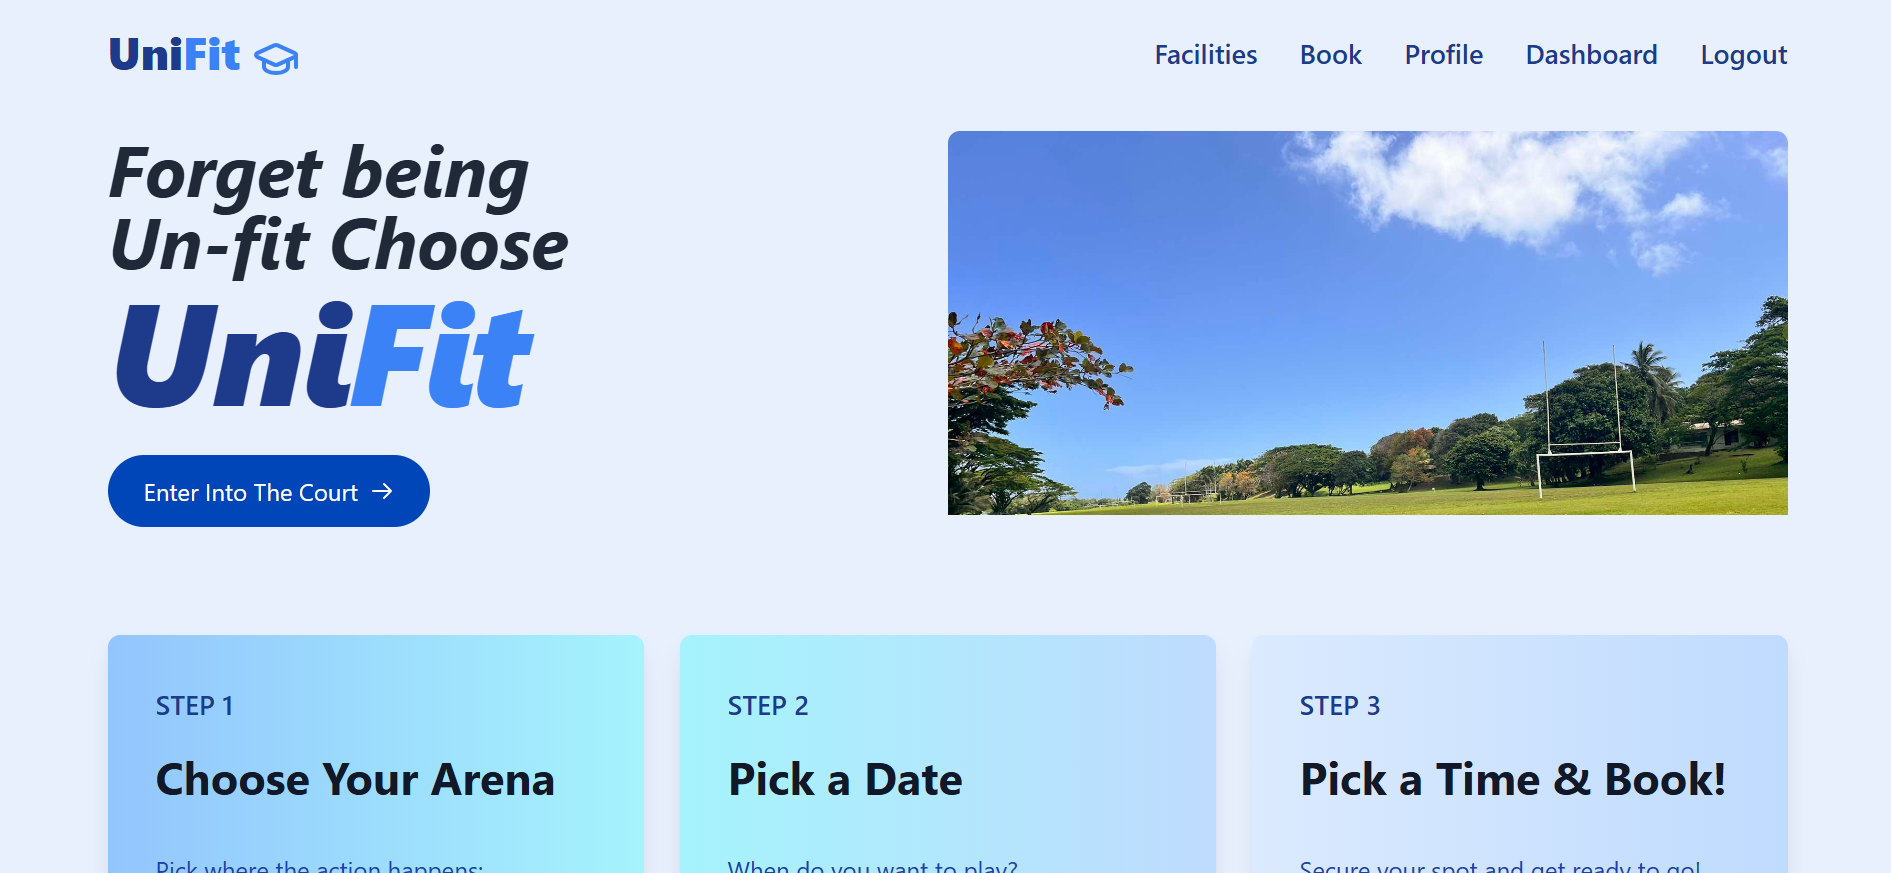 UniFit
Facilities Book Profile Dashboard Logout
Forget being
Un-fit Choose
UniFit
Enter Into The Court →
STEP 1
Choose Your Arena
Pick where the action happens:
STEP 2
Pick a Date
When do you want to play?
STEP 3
Pick a Time & Book!
Secure your spot and get ready to go!